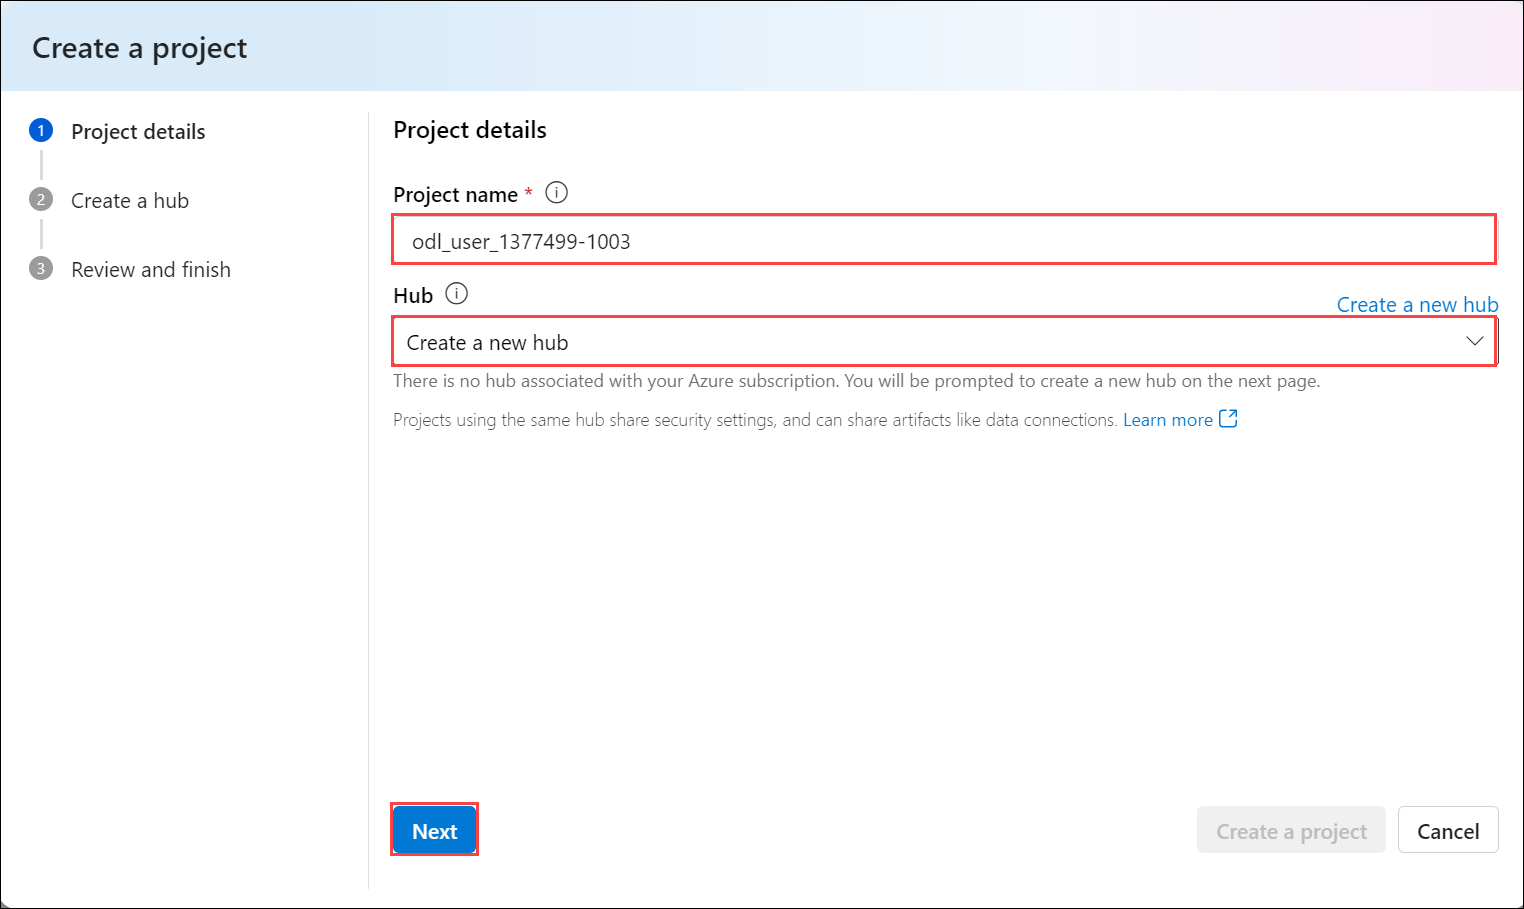 Create a project
1 Project details
2 Create a hub
3 Review and finish
Project details
Project name *
odl_user_1377499-1003
Hub
Create a new hub
Create a new hub
There is no hub associated with your Azure subscription. You will be prompted to create a new hub on the next page.
Projects using the same hub share security settings, and can share artifacts like data connections. Learn more
Next
Create a project
Cancel